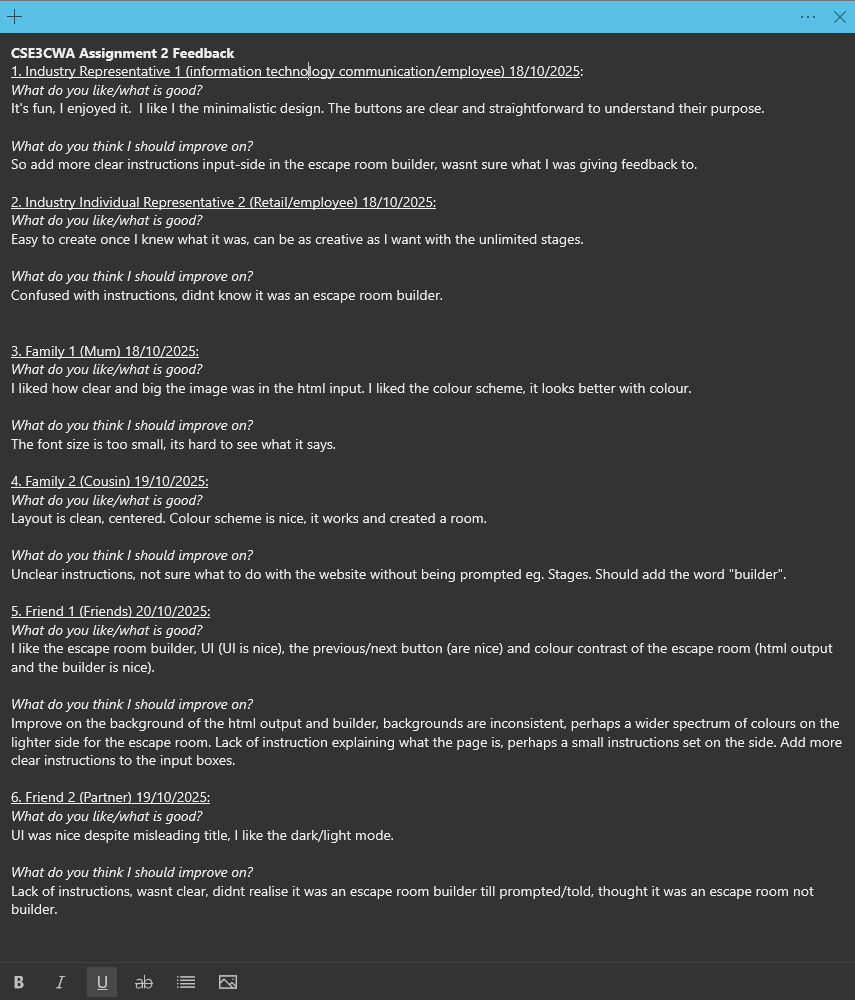 CSE3CWA Assignment 2 Feedback
1. Industry Representative 1 (information technology communication/employee) 18/10/2025:
What do you like/what is good?
It's fun, I enjoyed it.  I like I the minimalistic design. The buttons are clear and straightforward to understand their purpose.
What do you think I should improve on?
So add more clear instructions input-side in the escape room builder, wasnt sure what I was giving feedback to.
2. Industry Individual Representative 2 (Retail/employee) 18/10/2025:
What do you like/what is good?
Easy to create once I knew what it was, can be as creative as I want with the unlimited stages.
What do you think I should improve on?
Confused with instructions, didnt know it was an escape room builder.
3. Family 1 (Mum) 18/10/2025:
What do you like/what is good?
I liked how clear and big the image was in the html input. I liked the colour scheme, it looks better with colour.
What do you think I should improve on?
The font size is too small, its hard to see what it says.
4. Family 2 (Cousin) 19/10/2025:
What do you like/what is good?
Layout is clean, centered. Colour scheme is nice, it works and created a room.
What do you think I should improve on?
Unclear instructions, not sure what to do with the website without being prompted eg. Stages. Should add the word "builder".
5. Friend 1 (Friends) 20/10/2025:
What do you like/what is good?
I like the escape room builder, UI (UI is nice), the previous/next button (are nice) and colour contrast of the escape room (html output
and the builder is nice).
What do you think I should improve on?
Improve on the background of the html output and builder, backgrounds are inconsistent, perhaps a wider spectrum of colours on the
lighter side for the escape room. Lack of instruction explaining what the page is, perhaps a small instructions set on the side. Add more
clear instructions to the input boxes.
6. Friend 2 (Partner) 19/10/2025:
What do you like/what is good?
UI was nice despite misleading title, I like the dark/light mode.
What do you think I should improve on?
Lack of instructions, wasnt clear, didnt realise it was an escape room builder till prompted/told, thought it was an escape room not
builder.
B I U ab